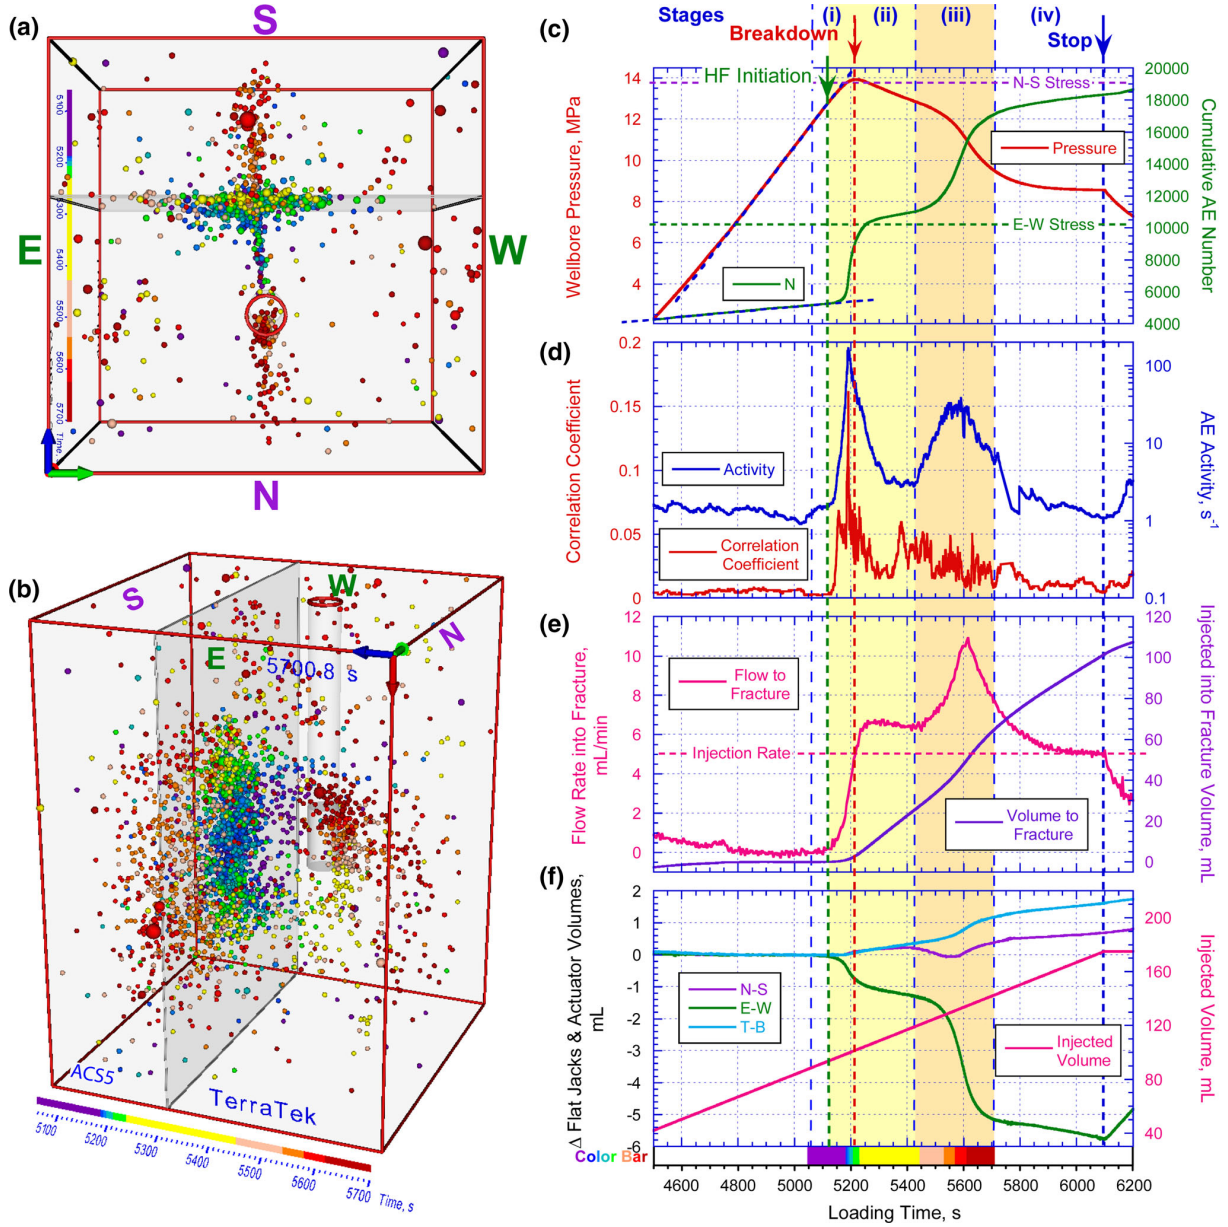 (a)
S
E
W
N
5100
5200
5300
5400
5500
5600
5700
Time,
(b)
S
W
N
E
5700.8 s
ACS5
TerraTek
5100
5200
5300
5400
5500
5600
5700
Time, s
(c)
Stages
(i)
(ii)
(iii)
(iv)
Breakdown
Stop
HF Initiation
Wellbore Pressure, MPa
14
12
10
8
6
4
N-S Stress
Pressure
E-W Stress
N
20000
18000
16000
14000
12000
10000
8000
6000
4000
Cumulative AE Number
(d)
Correlation Coefficient
0.2
0.15
0.1
0.05
0
Activity
Correlation
Coefficient
100
10
1
0.1
AE Activity, s-1
(e)
Flow Rate into Fracture,
mL/min
12
10
8
6
4
2
0
Flow to
Fracture
Injection Rate
Volume to
Fracture
120
100
80
60
40
20
0
Injected into Fracture Volume, mL
(f)
Δ Flat Jacks & Actuator Volumes,
mL
2
1
0
-1
-2
-3
-4
-5
-6
N-S
E-W
T-B
Injected
Volume
200
160
120
80
40
Injected Volume, mL
Color Bar
4600
4800
5000
5200
5400
5600
5800
6000
6200
Loading Time, s